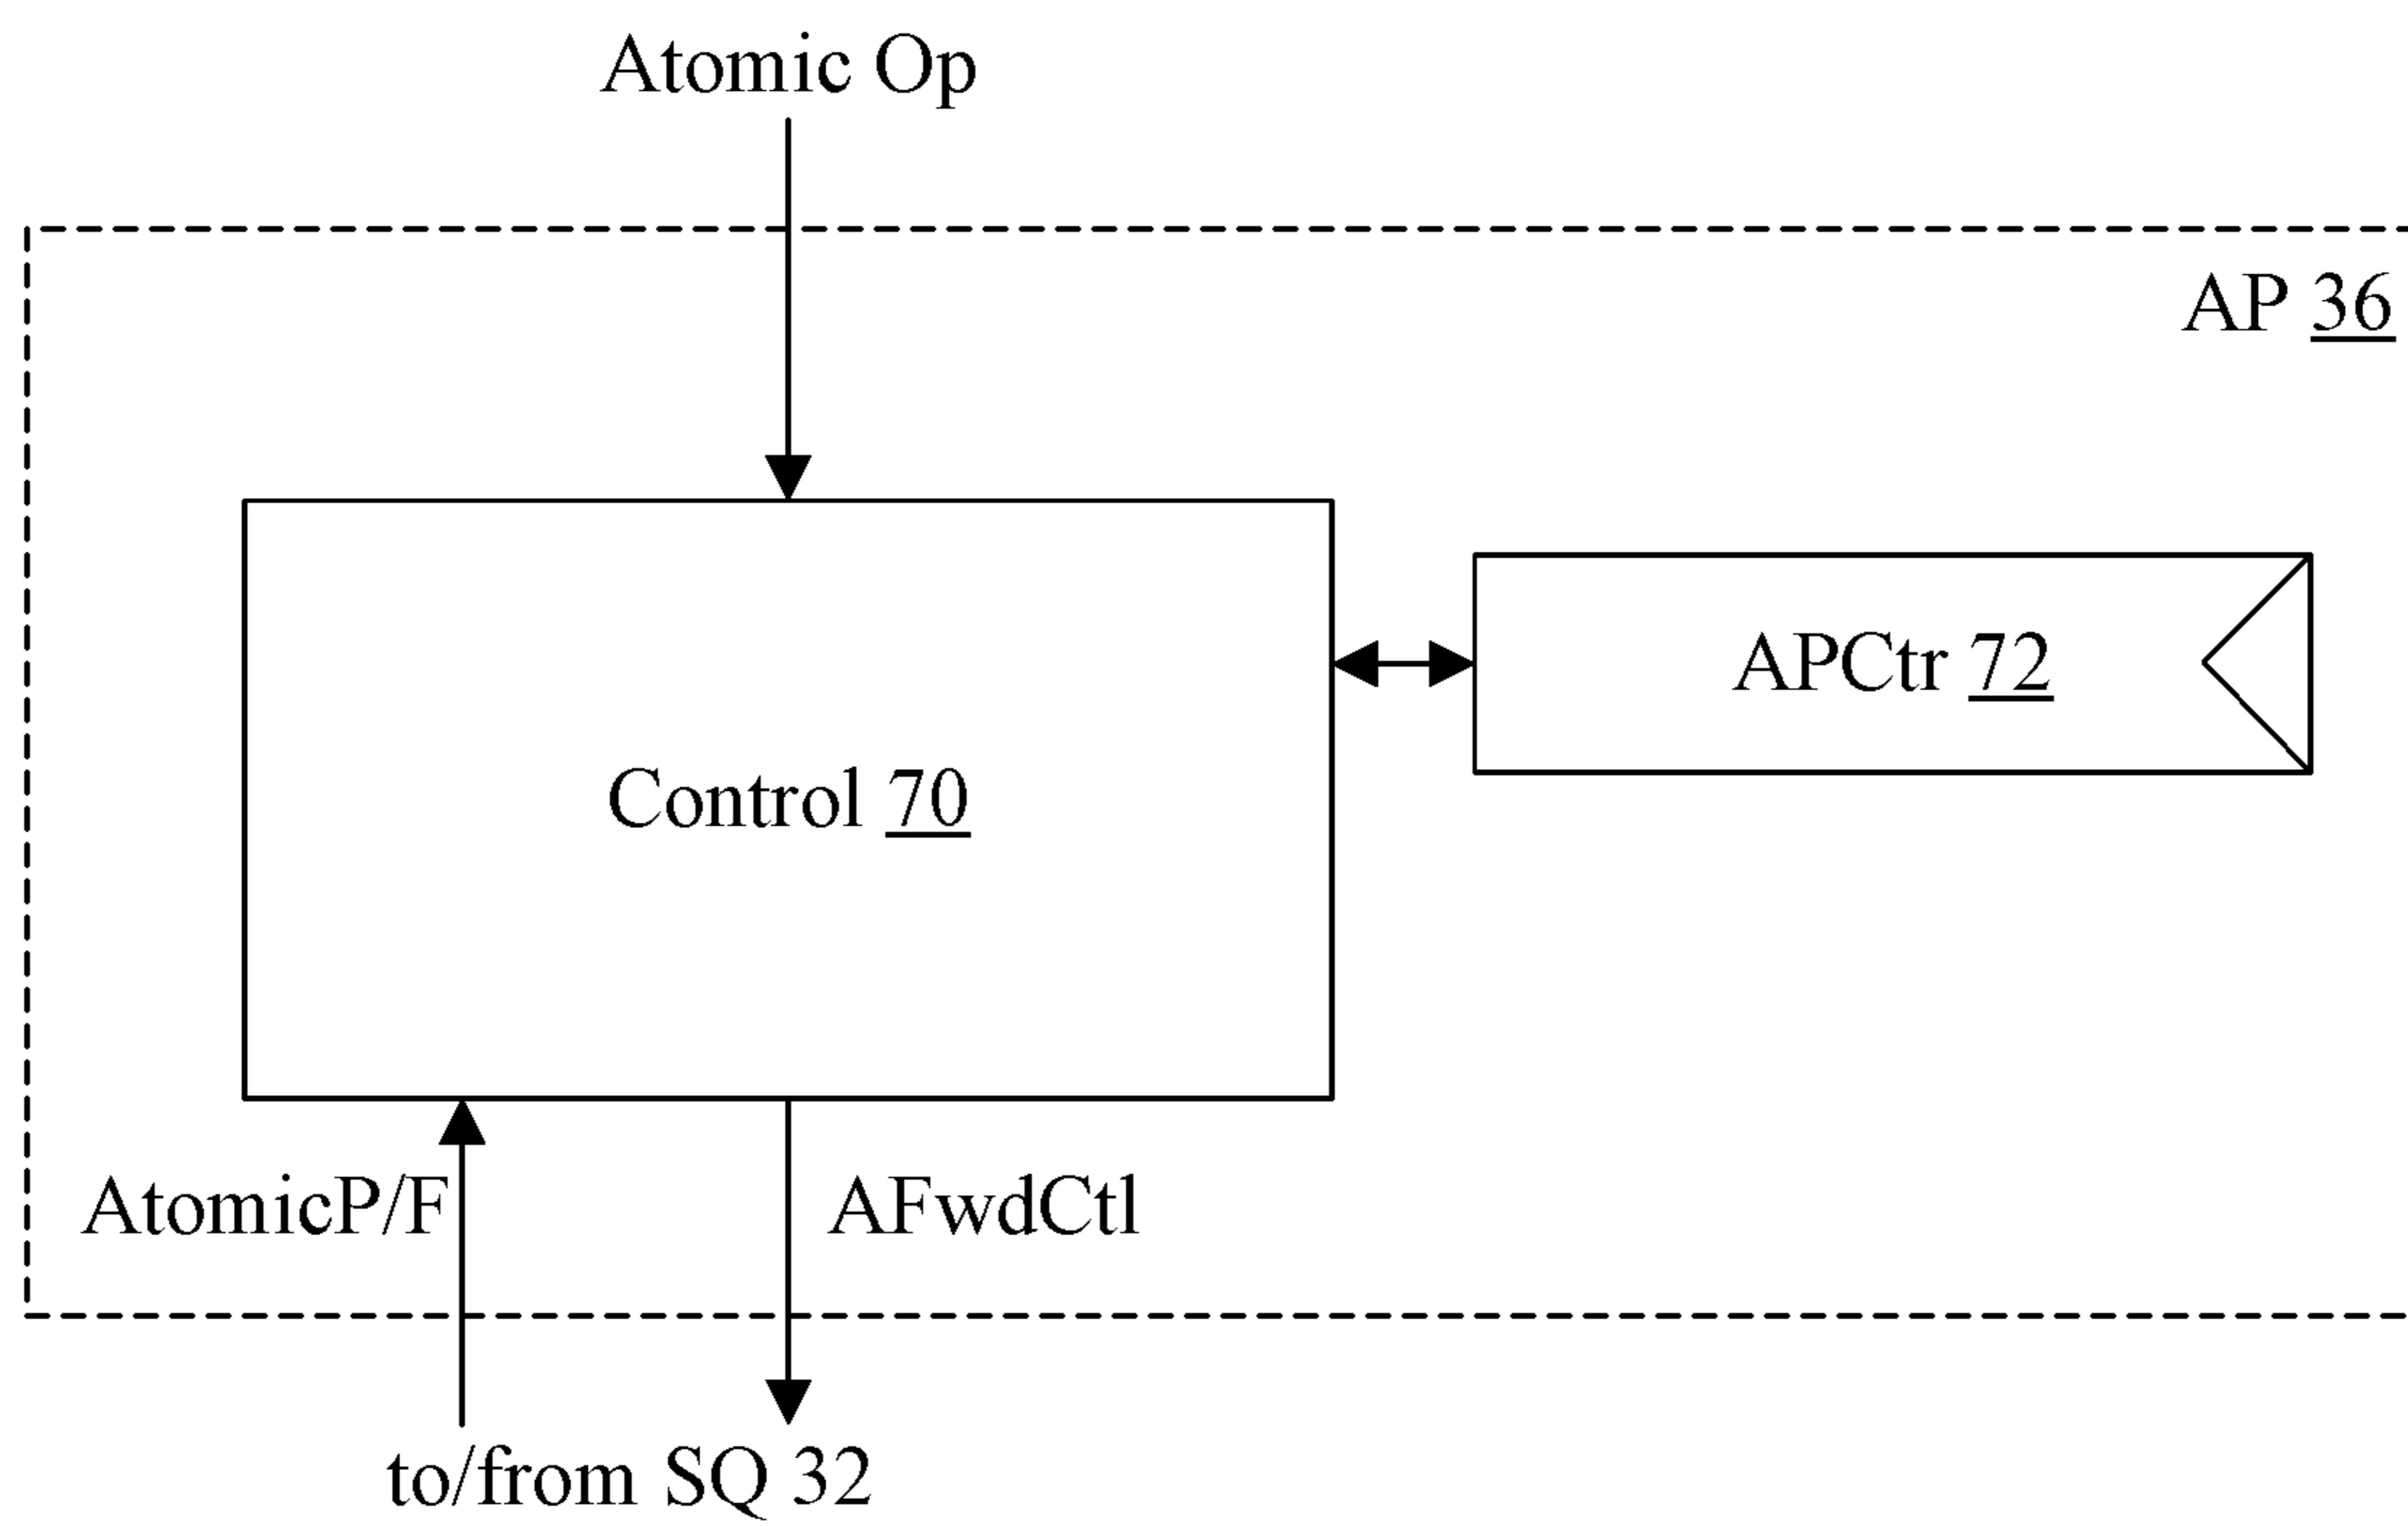 Atomic Op
AP 36
APCtr 72
Control 70
AtomicP/F
AFwdCtl
to/from SQ 32